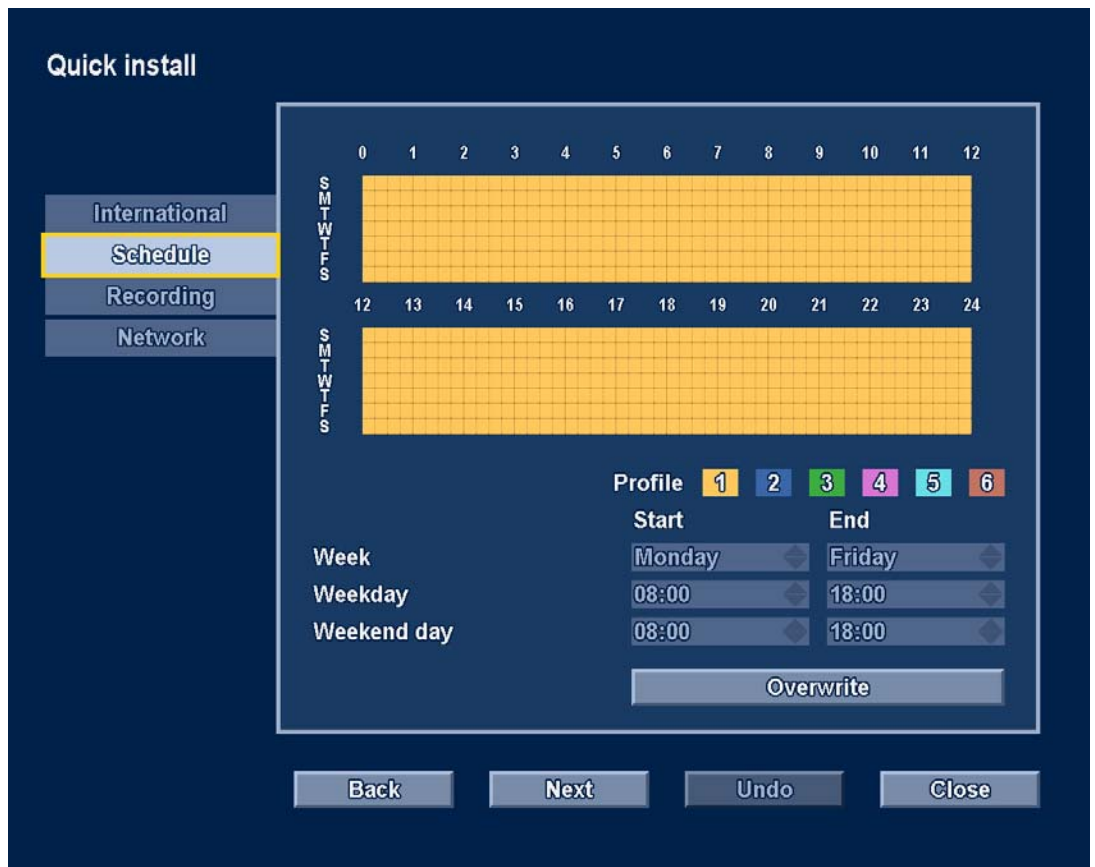 Quick install
International
Schedule
Recording
Network
0 1 2 3 4 5 6 7 8 9 10 11 12
S
M
T
W
T
F
S
12 13 14 15 16 17 18 19 20 21 22 23 24
S
M
T
W
T
F
S
Profile 1 2 3 4 5 6
Start End
Week Monday Friday
Weekday 08:00 18:00
Weekend day 08:00 18:00
Overwrite
Back Next Undo Close